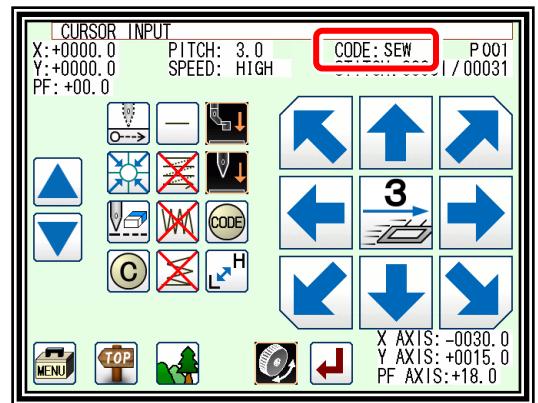 CURSOR INPUT
X:+0000.0 PITCH: 3.0 CODE:SEW P001
Y:+0000.0 SPEED: HIGH / 00031
PF:+00.0
3
CODE
C
L H
MENU
TOP
X AXIS:-0030.0
Y AXIS:+0015.0
PF AXIS:+18.0